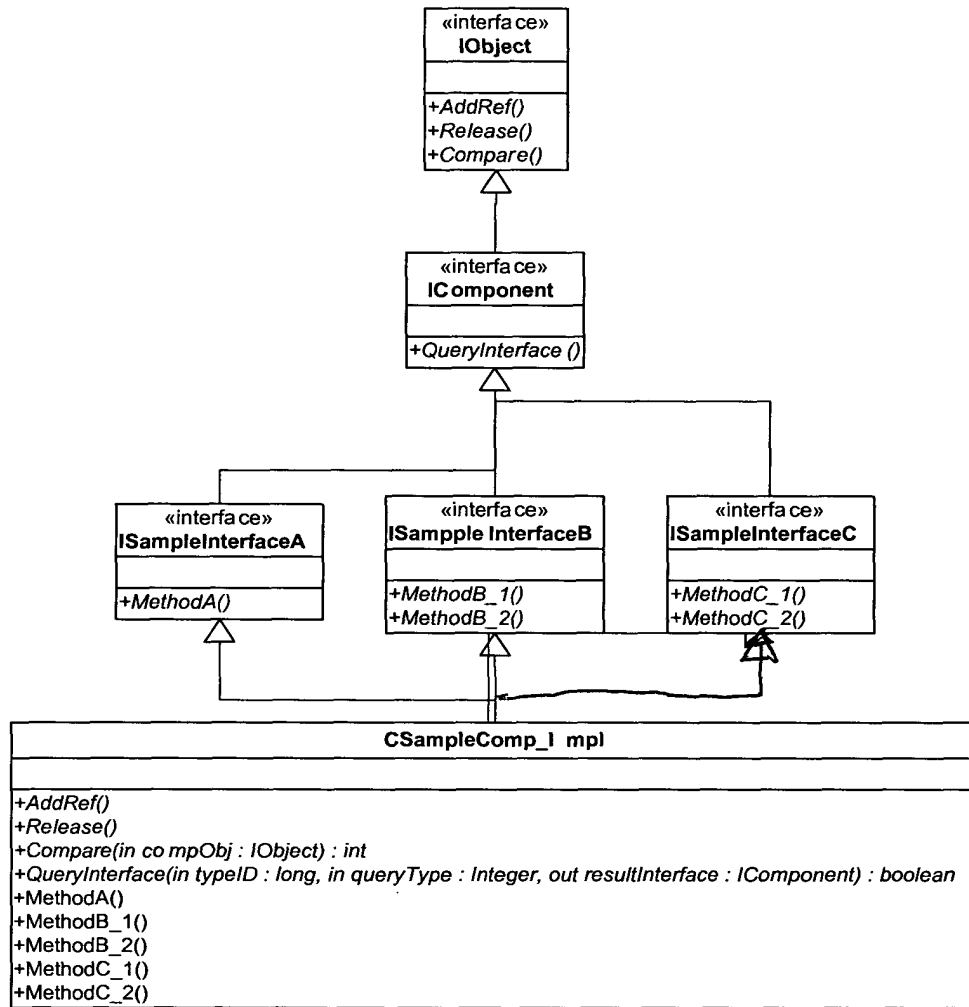 «interface»
IObject
+AddRef()
+Release()
+Compare()
«interface»
IComponent
+QueryInterface ()
«interface»
ISampleInterfaceA
+MethodA()
«interface»
ISampple InterfaceB
+MethodB_1()
+MethodB_2()
«interface»
ISampleInterfaceC
+MethodC_1()
+MethodC_2()
CSampleComp_I mpl
+AddRef()
+Release()
+Compare(in co mpObj : IObject) : int
+QueryInterface(in typeID : long, in queryType : Integer, out resultInterface : IComponent) : boolean
+MethodA()
+MethodB_1()
+MethodB_2()
+MethodC_1()
+MethodC_2()